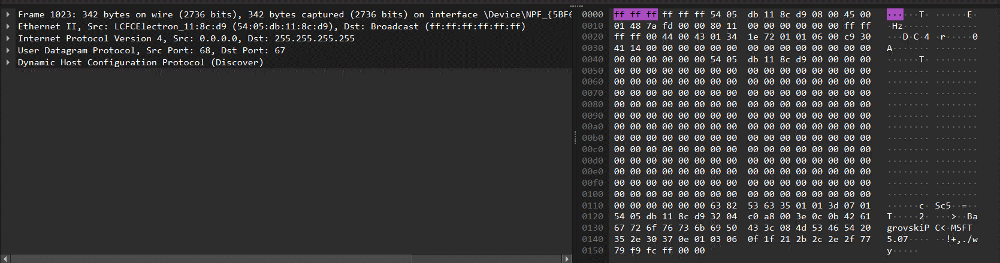 Frame 1023: 342 bytes on wire (2736 bits), 342 bytes captured (2736 bits) on interface \Device\NPF_{5BF6
Ethernet II, Src: LCFCElectron_11:8c:d9 (54:05:db:11:8c:d9), Dst: Broadcast (ff:ff:ff:ff:ff:ff)
Internet Protocol Version 4, Src: 0.0.0.0, Dst: 255.255.255.255
User Datagram Protocol, Src Port: 68, Dst Port: 67
Dynamic Host Configuration Protocol (Discover)
0000 ff ff ff ff ff ff 54 05 db 11 8c d9 08 00 45 00 ······T· ······E·
0010 01 48 7a fd 00 00 80 11 00 00 00 00 00 00 ff ff ·Hz····· ········
0020 ff ff 00 44 00 43 01 34 1e 72 01 01 06 00 c9 30 ···D·C·4 ·r·····0
0030 41 14 00 00 00 00 00 00 00 00 00 00 00 00 00 00 A······· ········
0040 00 00 00 00 00 00 54 05 db 11 8c d9 00 00 00 00 ······T· ········
0050 00 00 00 00 00 00 00 00 00 00 00 00 00 00 00 00 ········ ········
0060 00 00 00 00 00 00 00 00 00 00 00 00 00 00 00 00 ········ ········
0070 00 00 00 00 00 00 00 00 00 00 00 00 00 00 00 00 ········ ········
0080 00 00 00 00 00 00 00 00 00 00 00 00 00 00 00 00 ········ ········
0090 00 00 00 00 00 00 00 00 00 00 00 00 00 00 00 00 ········ ········
00a0 00 00 00 00 00 00 00 00 00 00 00 00 00 00 00 00 ········ ········
00b0 00 00 00 00 00 00 00 00 00 00 00 00 00 00 00 00 ········ ········
00c0 00 00 00 00 00 00 00 00 00 00 00 00 00 00 00 00 ········ ········
00d0 00 00 00 00 00 00 00 00 00 00 00 00 00 00 00 00 ········ ········
00e0 00 00 00 00 00 00 00 00 00 00 00 00 00 00 00 00 ········ ········
00f0 00 00 00 00 00 00 00 00 00 00 00 00 00 00 00 00 ········ ········
0100 00 00 00 00 00 00 00 00 00 00 00 00 00 00 00 00 ········ ········
0110 00 00 00 00 00 00 63 82 53 63 35 01 01 3d 07 01 ······c· Sc5··=··
0120 54 05 db 11 8c d9 32 04 c0 a8 00 3e 0c 0b 42 61 T·····2· ···>··Ba
0130 67 72 6f 76 73 6b 69 50 43 3c 08 4d 53 46 54 20 grovskiP C<·MSFT
0140 35 2e 30 37 0e 01 03 06 0f 1f 21 2b 2c 2e 2f 77 5.07···· ··!+,./w
0150 79 f9 fc ff 00 00 y·····